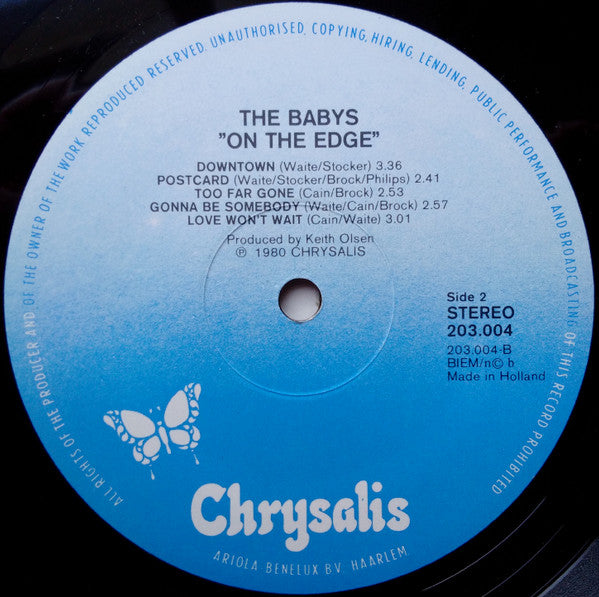 ALL RIGHTS OF THE PRODUCER AND OF THE OWNER OF THE WORK REPRODUCED RESERVED. UNAUTHORISED, COPYING, HIRING, LENDING, PUBLIC PERFORMANCE AND BROADCASTING OF THIS RECORD PROHIBITED
THE BABYS
"ON THE EDGE"
DOWNTOWN (Waite/Stocker) 3.36
POSTCARD (Waite/Stocker/Brock/Philips) 2.41
TOO FAR GONE (Cain/Brock) 2.53
GONNA BE SOMEBODY (Waite/Cain/Brock) 2.57
LOVE WON'T WAIT (Cain/Waite) 3.01
Produced by Keith Olsen
℗ 1980 CHRYSALIS
Side 2
STEREO
203.004
203.004-B
BIEM/n©b
Made in Holland
Chrysalis
ARIOLA BENELUX B.V. HAARLEM.